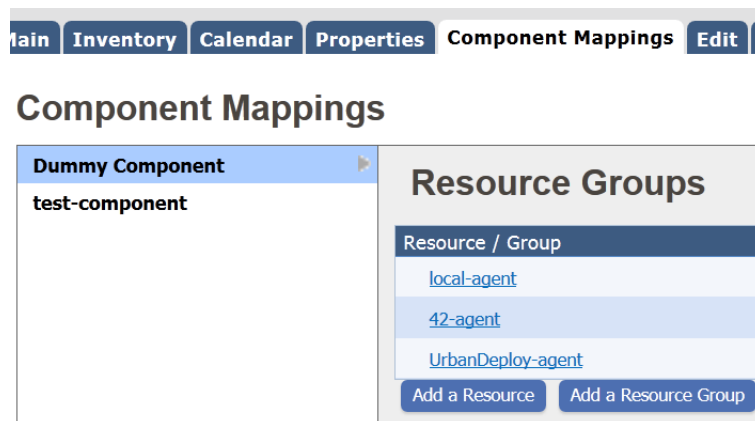 Main Inventory Calendar Properties Component Mappings Edit
Component Mappings
Dummy Component
test-component
Resource Groups
Resource / Group
local-agent
42-agent
UrbanDeploy-agent
Add a Resource Add a Resource Group